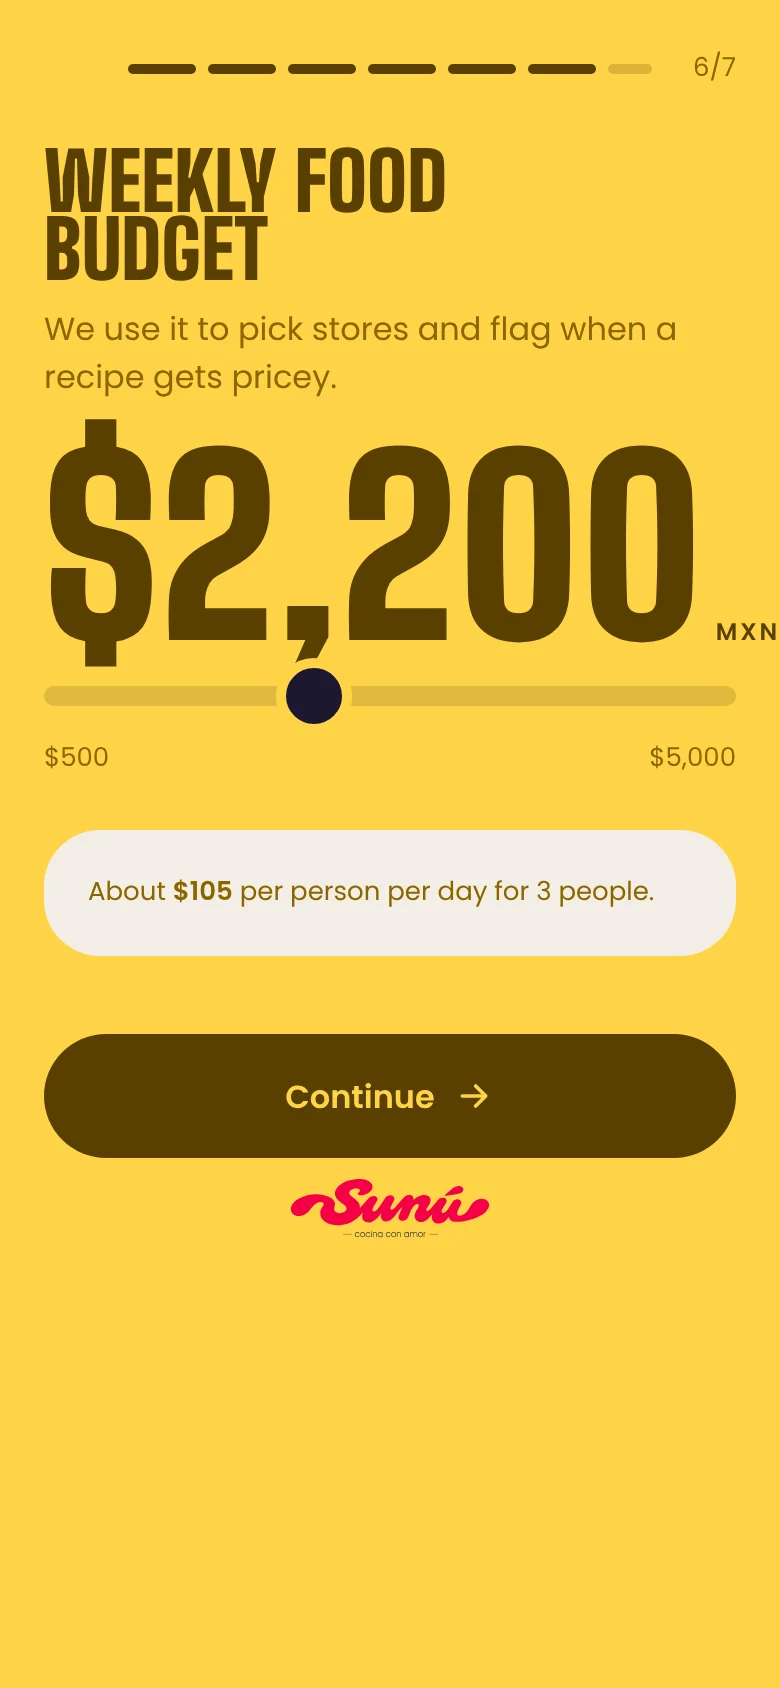 6/7
WEEKLY FOOD
BUDGET
We use it to pick stores and flag when a
recipe gets pricey.
$2,200 MXN
$500
$5,000
About $105 per person per day for 3 people.
Continue →
Sunú
— cocina con amor —